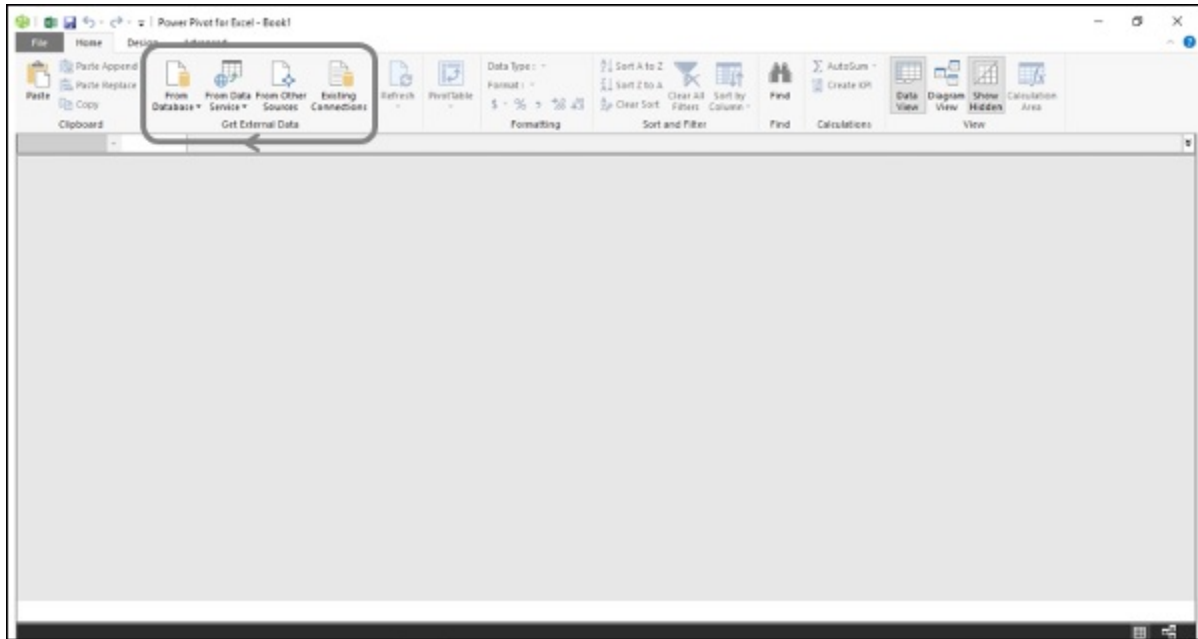 Power Pivot for Excel - Book1
File Home Design Advanced
Paste
Paste Append
Paste Replace
Copy
Clipboard
From Database
From Data Service
From Other Sources
Existing Connections
Get External Data
Refresh
PivotTable
Data Type :
Format :
$ % ,
Formatting
Sort A to Z
Sort Z to A
Clear Sort
Clear All Filters
Sort by Column
Sort and Filter
Find
Find
AutoSum
Create KPI
Calculations
Data View
Diagram View
Show Hidden
Calculation Area
View